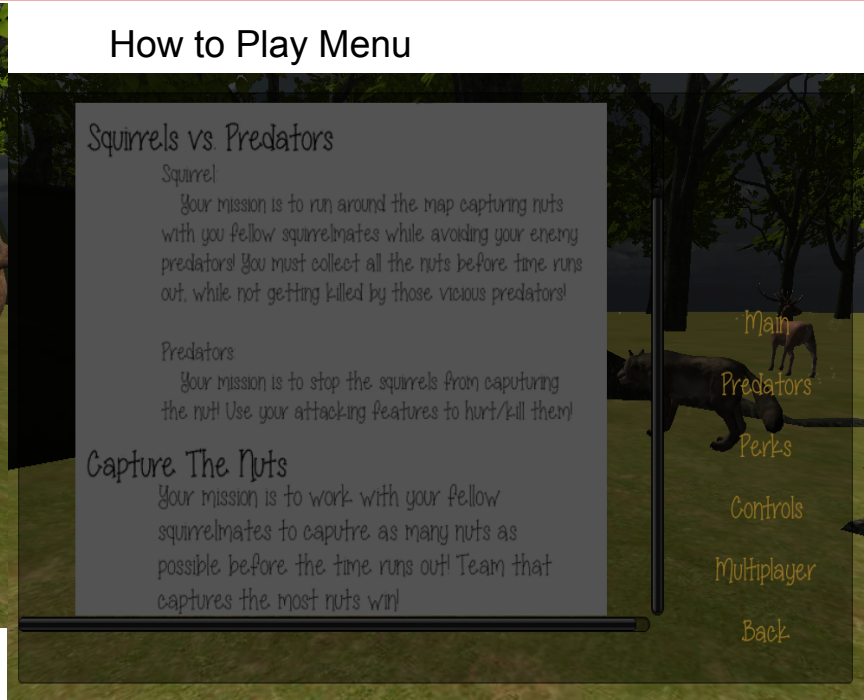 How to Play Menu
Squirrels vs. Predators
Squirrel:
Your mission is to run around the map capturing nuts
with you fellow squirrelmates while avoiding your enemy
predators! You must collect all the nuts before time runs
out, while not getting killed by those vicious predators!
Predators
Your mission is to stop the squirrels from caputuring
the nut! Use your attacking features to hurt/kill them!
Capture The Nuts
Your mission is to work with your fellow
squirrelmates to caputre as many nuts as
possible before the time runs out! Team that
captures the most nuts win!
Main
Predators
Perks
Controls
Multiplayer
Back